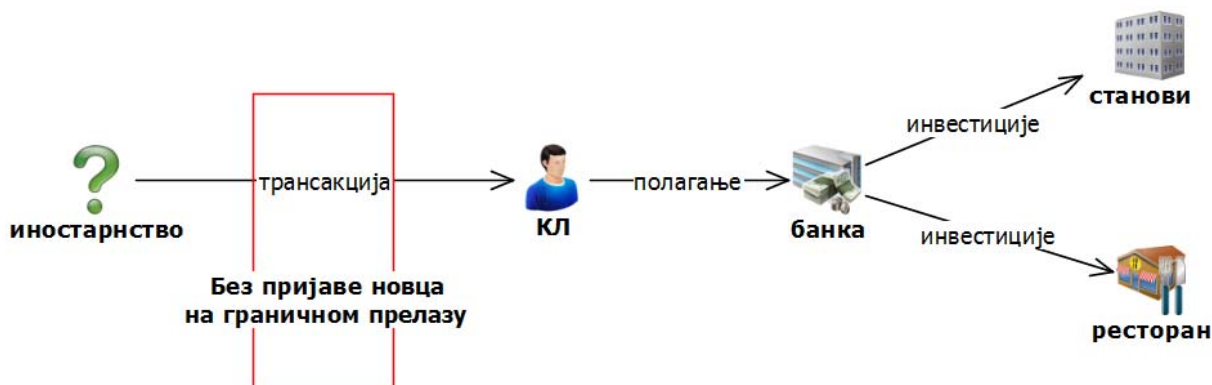 станови
инвестиције
трансакција
полагање
иностарнство
КЛ
банка
инвестиције
Без пријаве новца
на граничном прелазу
ресторан